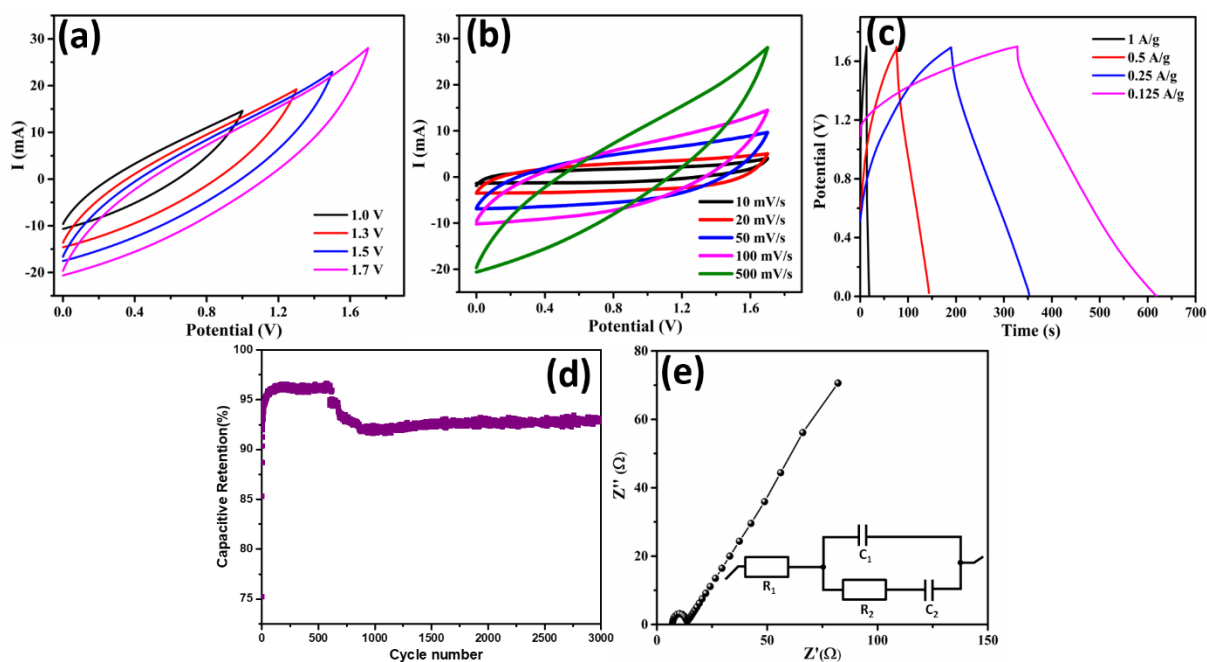 (a)
I (mA)
30
20
10
0
-10
-20
0.0 0.4 0.8 1.2 1.6
Potential (V)
1.0 V
1.3 V
1.5 V
1.7 V
(b)
I (mA)
30
20
10
0
-10
-20
0.0 0.4 0.8 1.2 1.6
Potential (V)
10 mV/s
20 mV/s
50 mV/s
100 mV/s
500 mV/s
(c)
Potential (V)
1.6
1.2
0.8
0.4
0.0
0 100 200 300 400 500 600 700
Time (s)
1 A/g
0.5 A/g
0.25 A/g
0.125 A/g
(d)
Capacitive Retention(%)
100
95
90
85
80
75
0 500 1000 1500 2000 2500 3000
Cycle number
(e)
Z'' (Ω)
80
60
40
20
0
0 50 100 150
Z'(Ω)
R1
C1
R2
C2